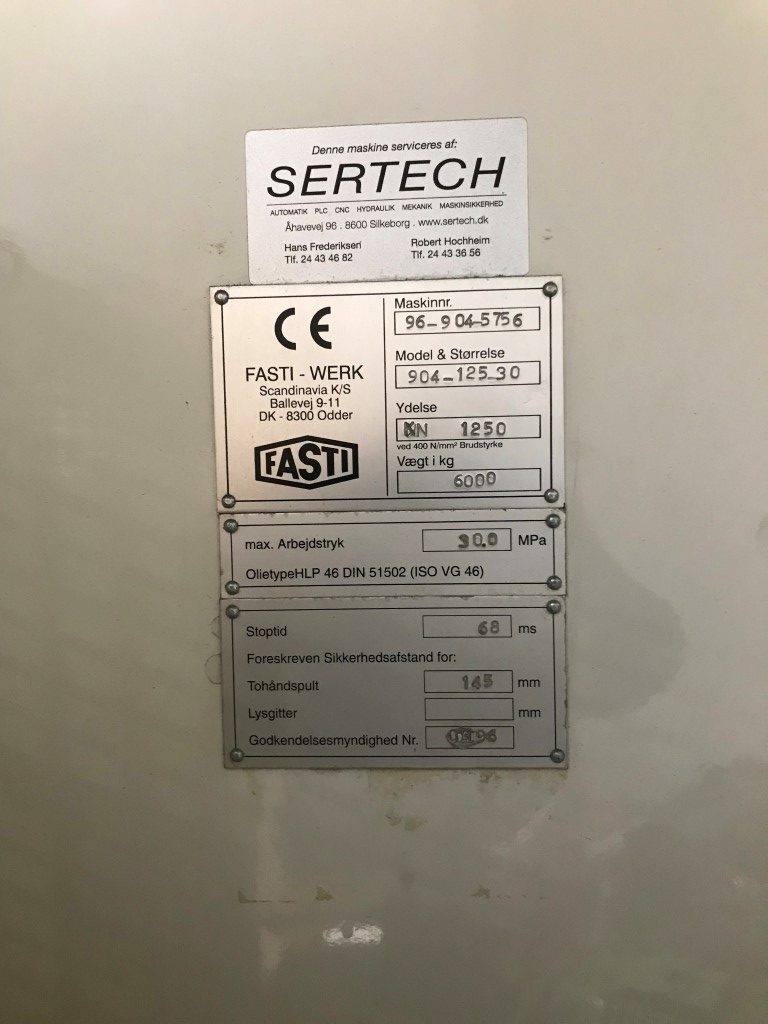 Denne maskine serviceres af:
SERTECH
AUTOMATIK PLC CNC HYDRAULIK MEKANIK MASKINSIKKERHED
Åhavevej 96 . 8600 Silkeborg . www.sertech.dk
Hans Frederiksen Robert Hochheim
Tlf. 24 43 46 82 Tlf. 24 43 36 56
CE
FASTI - WERK
Scandinavia K/S
Ballevej 9-11
DK - 8300 Odder
FASTI
Maskinnr.
96-904-5756
Model & Størrelse
904-125-30
Ydelse
KN 1250
ved 400 N/mm² Brudstyrke
Vægt i kg
6000
max. Arbejdstryk 30.0 MPa
OlietypeHLP 46 DIN 51502 (ISO VG 46)
Stoptid 68 ms
Foreskreven Sikkerhedsafstand for:
Tohåndspult 145 mm
Lysgitter mm
Godkendelsesmyndighed Nr.